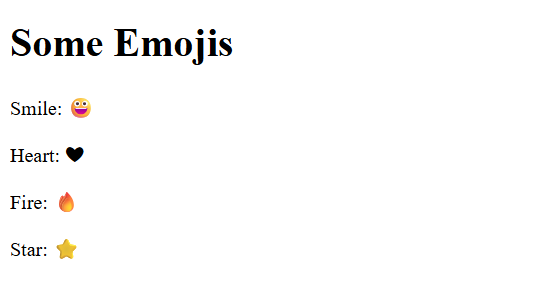 Some Emojis
Smile: 😀
Heart: ❤
Fire: 🔥
Star: ⭐